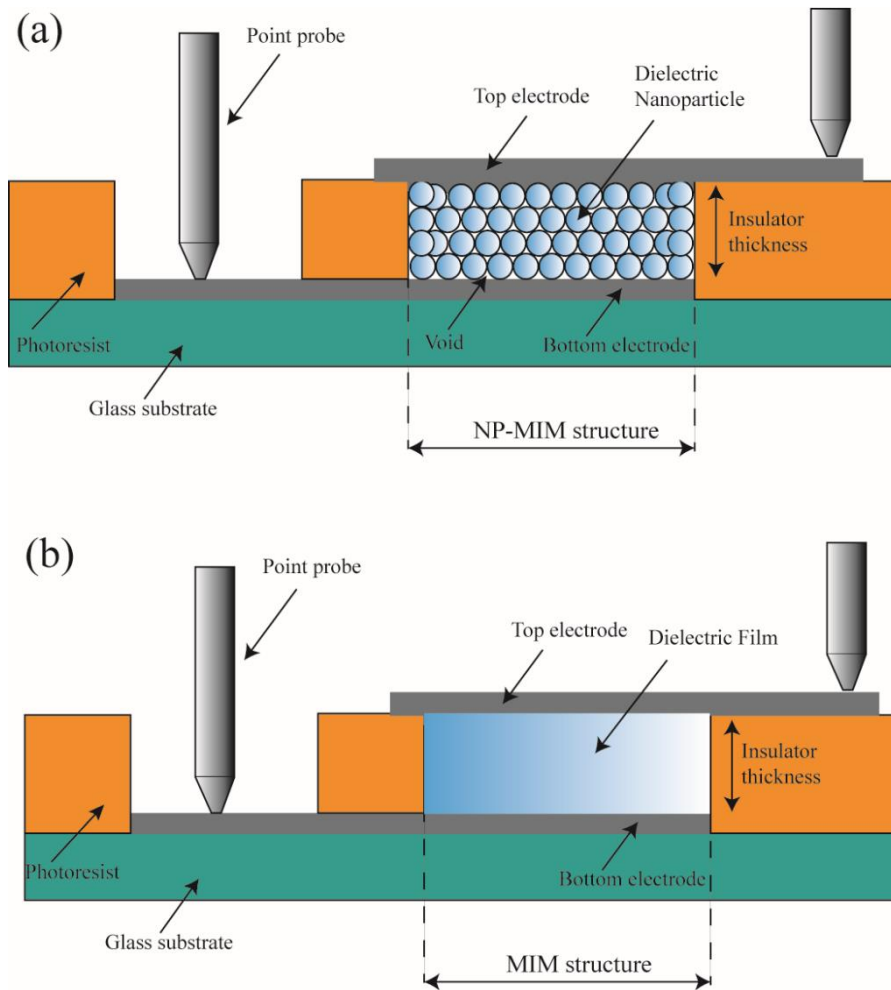 (a)
Point probe
Dielectric
Nanoparticle
Top electrode
Insulator
thickness
Photoresist
Void
Bottom electrode
Glass substrate
NP-MIM structure
(b)
Point probe
Top electrode
Dielectric Film
Insulator
thickness
Photoresist
Bottom electrode
Glass substrate
MIM structure